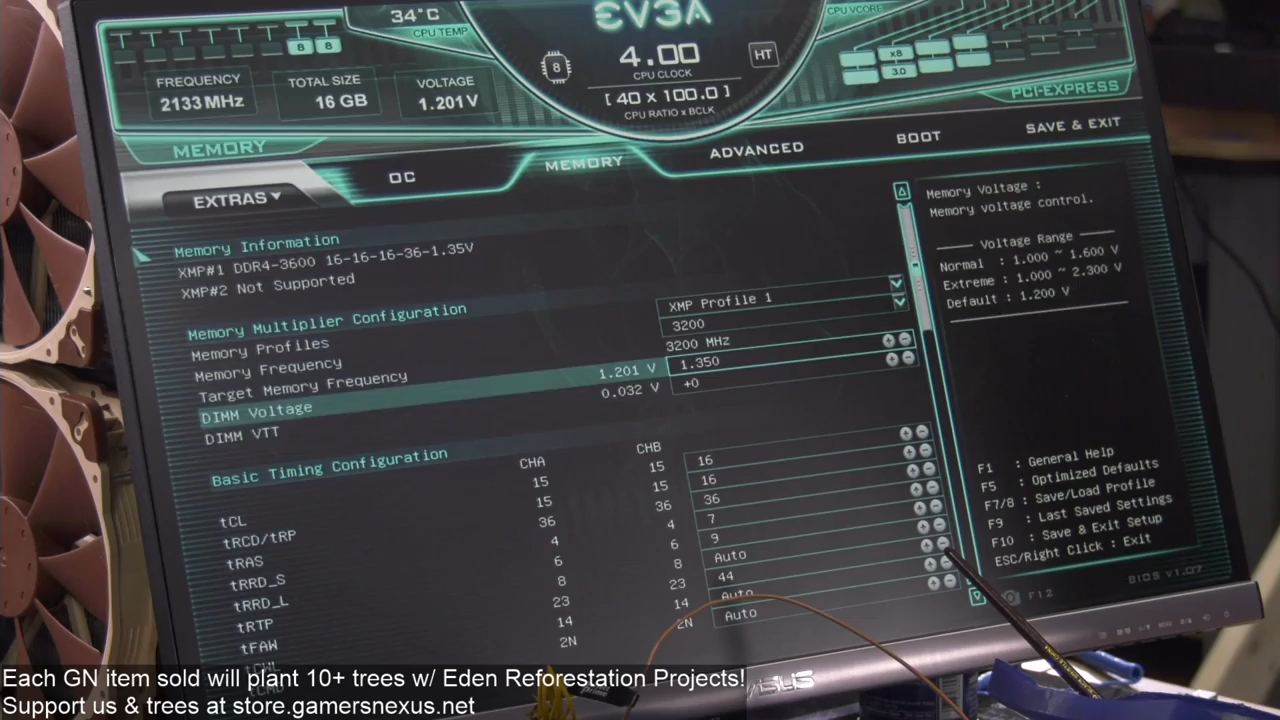 34°C
CPU TEMP
EVGA
CPU VCORE
8 8
8
4.00
CPU CLOCK
HT
x8
3.0
FREQUENCY
2133MHz
TOTAL SIZE
16 GB
VOLTAGE
1.201V
[ 40 x 100.0 ]
CPU RATIO x BCLK
PCI-EXPRESS
MEMORY
EXTRAS
OC
MEMORY
ADVANCED
BOOT
SAVE & EXIT
Memory Information
XMP#1 DDR4-3600 16-16-16-36-1.35V
XMP#2 Not Supported
Memory Multiplier Configuration
Memory Profiles
XMP Profile 1
Memory Frequency
3200
Target Memory Frequency
3200 MHz
DIMM Voltage
1.201 V
1.350
DIMM VTT
0.032 V
+0
Basic Timing Configuration
CHA
CHB
tCL
15
15
16
tRCD/tRP
15
15
16
tRAS
36
36
36
tRRD_S
4
4
7
tRRD_L
6
6
9
tRTP
8
8
Auto
tFAW
23
23
44
14
14
Auto
2N
2N
Auto
Memory Voltage :
Memory voltage control.
Voltage Range
Normal : 1.000 ~ 1.600 V
Extreme : 1.000 ~ 2.300 V
Default : 1.200 V
F1 : General Help
F5 : Optimized Defaults
F7/8 : Save/Load Profile
F9 : Last Saved Settings
F10 : Save & Exit Setup
ESC/Right Click : Exit
BIOS v1.07
F12
ASUS
Each GN item sold will plant 10+ trees w/ Eden Reforestation Projects!
Support us & trees at store.gamersnexus.net